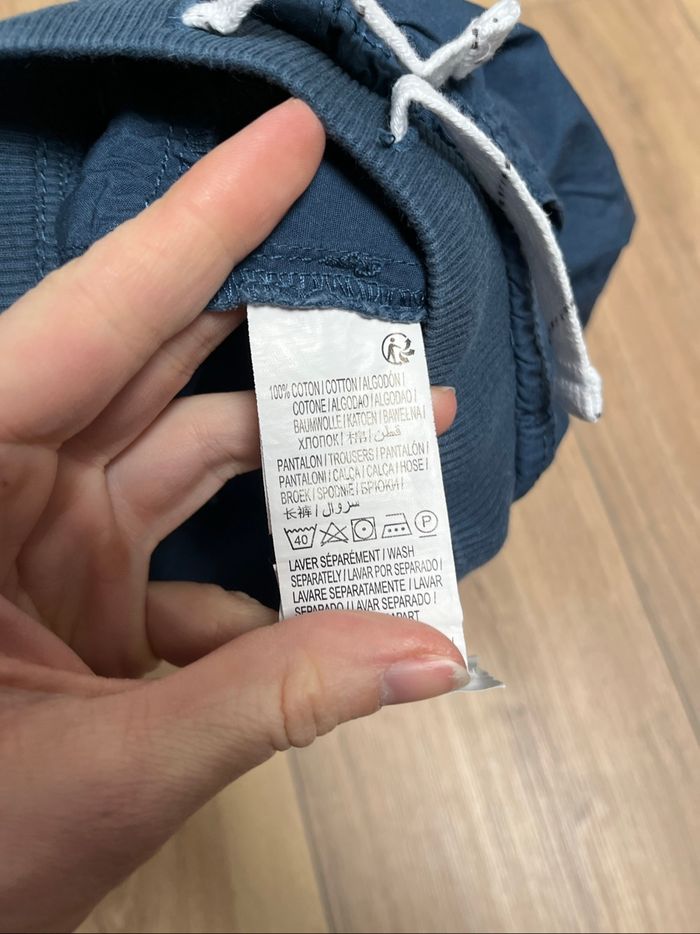 100% COTON / COTTON / ALGODÓN /
COTONE / ALGODÃO / ALGODAO /
BAUMWOLLE / KATOEN / BAWEŁNA /
ХЛОПОК / 棉 / قطن
PANTALON / TROUSERS / PANTALÓN /
PANTALONI / CALÇA / CALÇA / HOSE /
BROEK / SPODNIE / БРЮКИ /
长裤 / سروال
40 P
LAVER SÉPARÉMENT / WASH
SEPARATELY / LAVAR POR SEPARADO /
LAVARE SEPARATAMENTE / LAVAR
SEPARADO / LAVAR SEPARADO /
APART